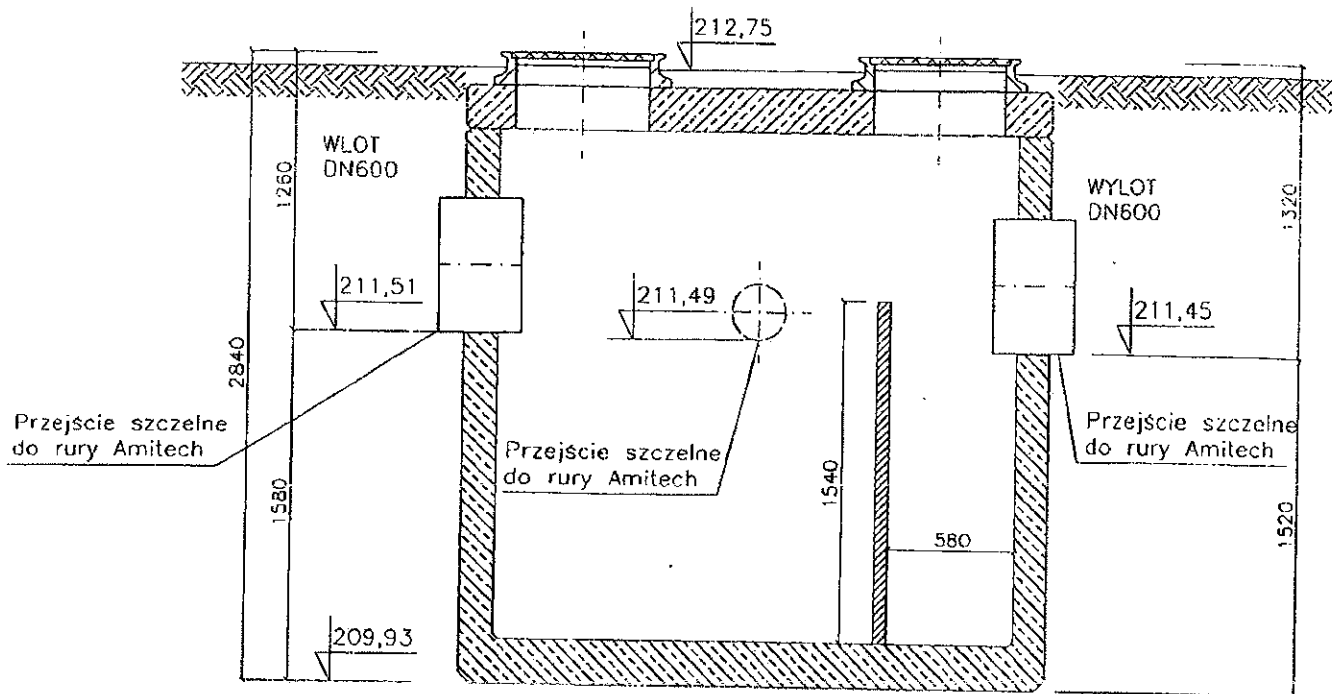 212,75
WLOT
DN600
WYLOT
DN600
1260
1320
211,51
211,49
211,45
2840
Przejście szczelne
do rury Amitech
Przejście szczelne
do rury Amitech
Przejście szczelne
do rury Amitech
1580
1540
1520
580
209,93